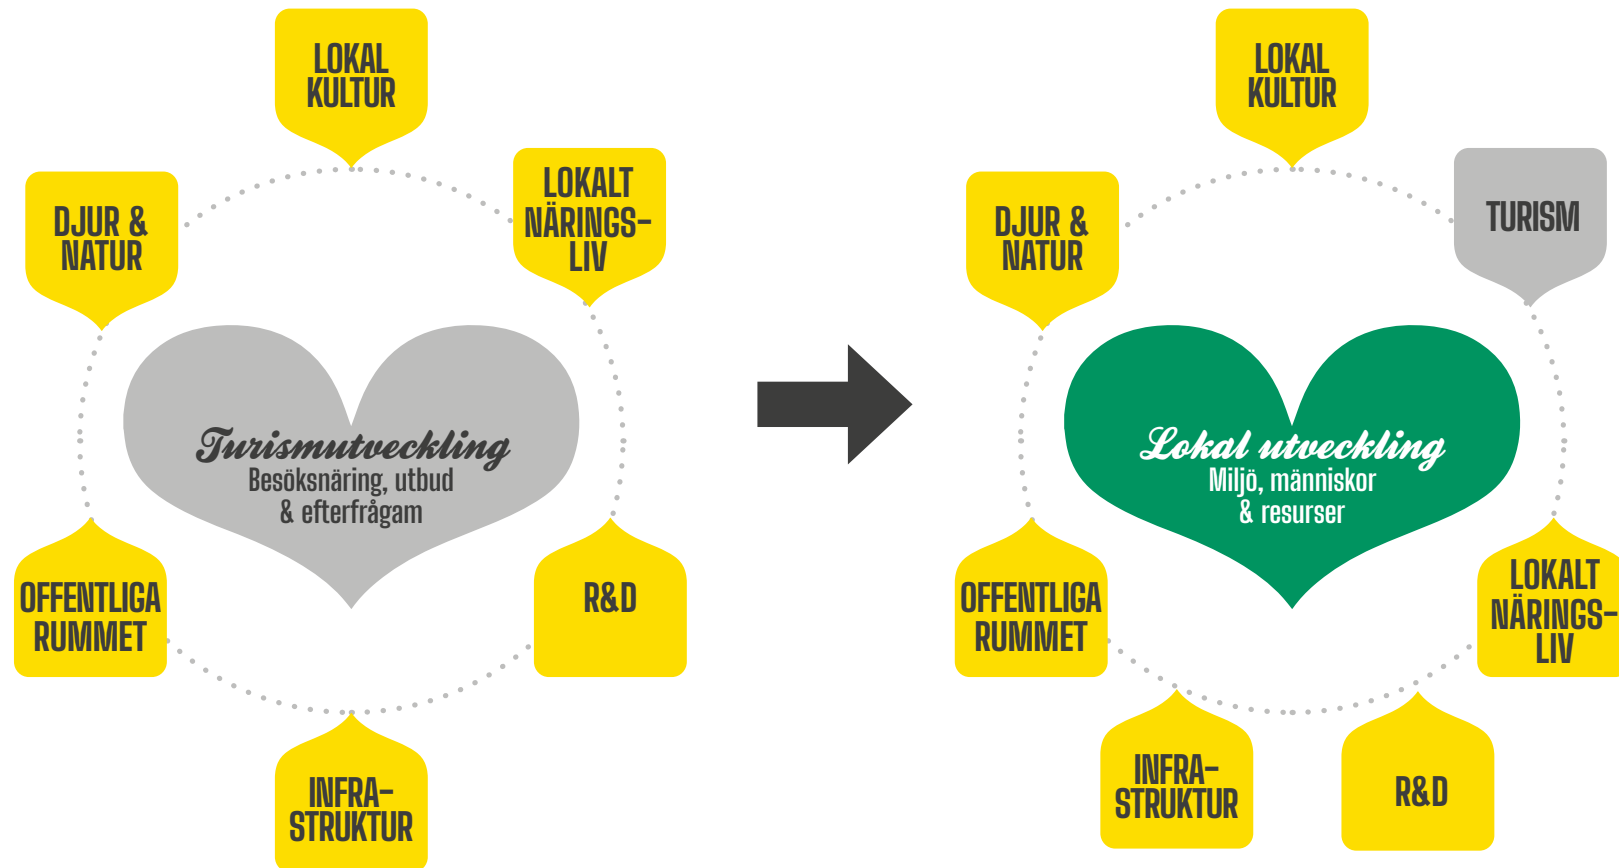 LOKAL
KULTUR
LOKALT
NÄRINGS-
LIV
DJUR &
NATUR
Turismutveckling
Besöksnäring, utbud
& efterfrågam
OFFENTLIGA
RUMMET
R&D
INFRA-
STRUKTUR
LOKAL
KULTUR
TURISM
DJUR &
NATUR
Lokal utveckling
Miljö, människor
& resurser
OFFENTLIGA
RUMMET
LOKALT
NÄRINGS-
LIV
INFRA-
STRUKTUR
R&D